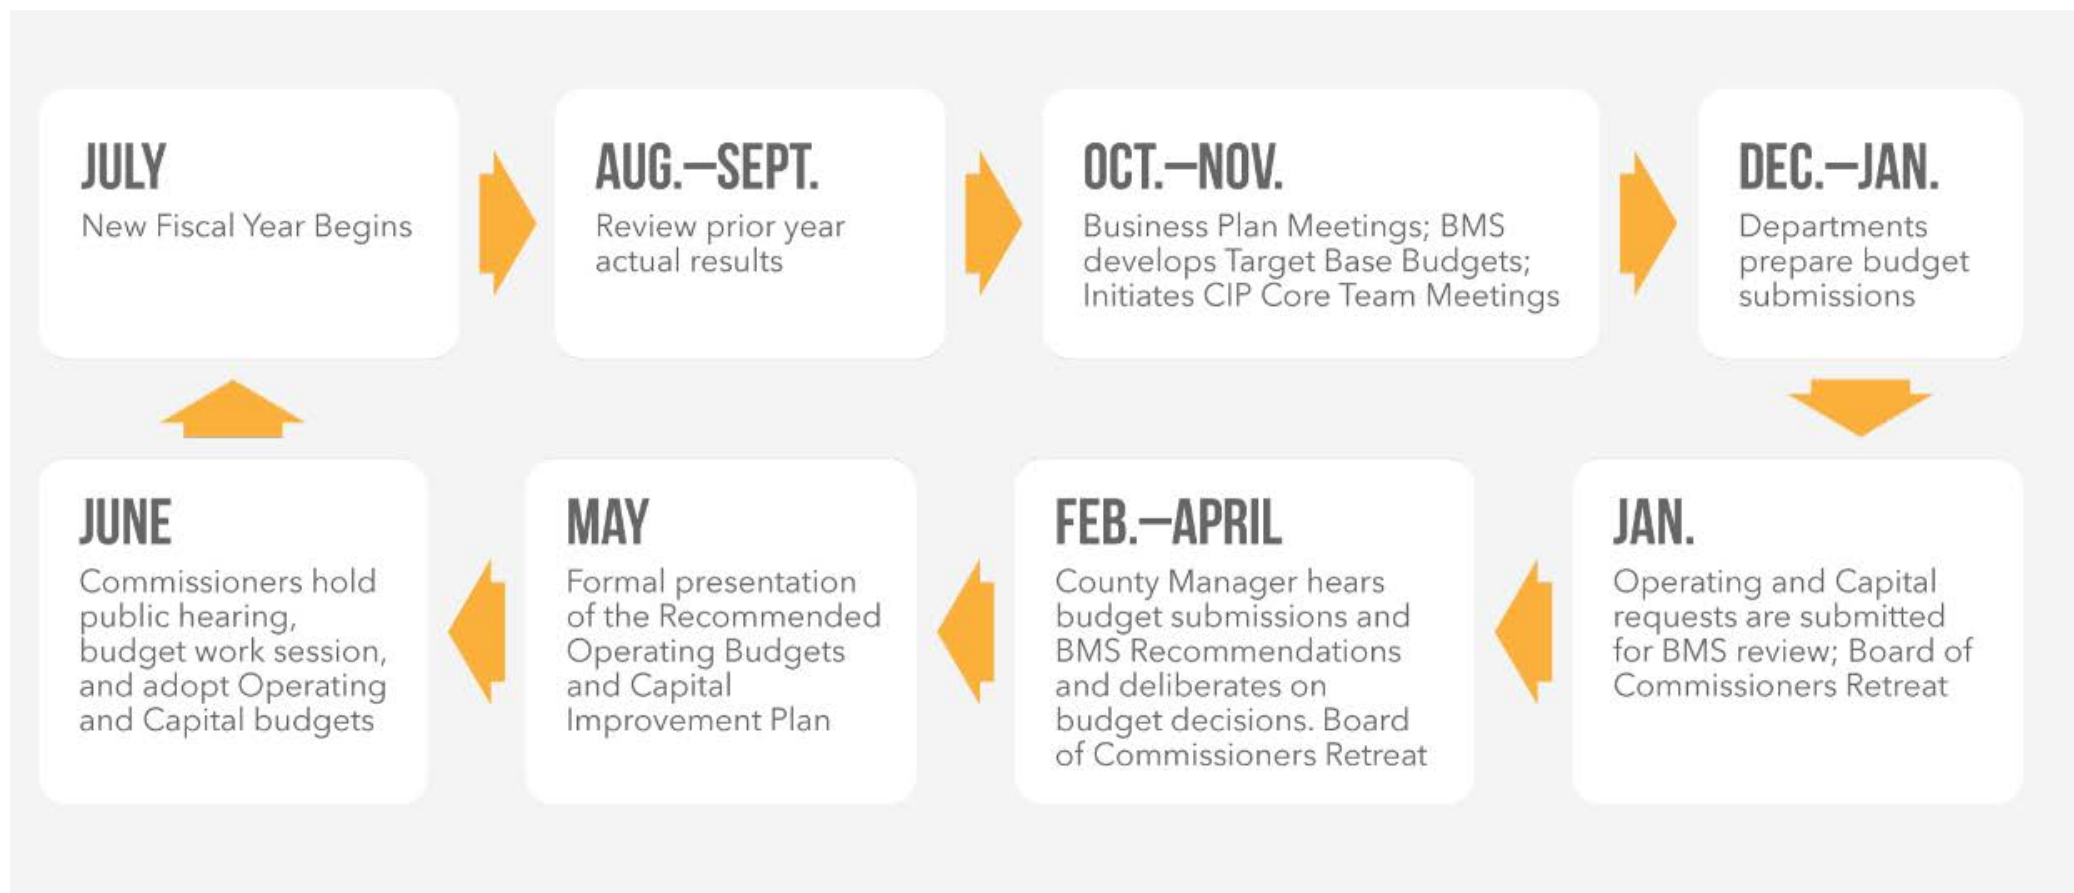 JULY
New Fiscal Year Begins
AUG.–SEPT.
Review prior year
actual results
OCT.–NOV.
Business Plan Meetings; BMS
develops Target Base Budgets;
Initiates CIP Core Team Meetings
DEC.–JAN.
Departments
prepare budget
submissions
JAN.
Operating and Capital
requests are submitted
for BMS review; Board of
Commissioners Retreat
FEB.–APRIL
County Manager hears
budget submissions and
BMS Recommendations
and deliberates on
budget decisions. Board
of Commissioners Retreat
MAY
Formal presentation
of the Recommended
Operating Budgets
and Capital
Improvement Plan
JUNE
Commissioners hold
public hearing,
budget work session,
and adopt Operating
and Capital budgets